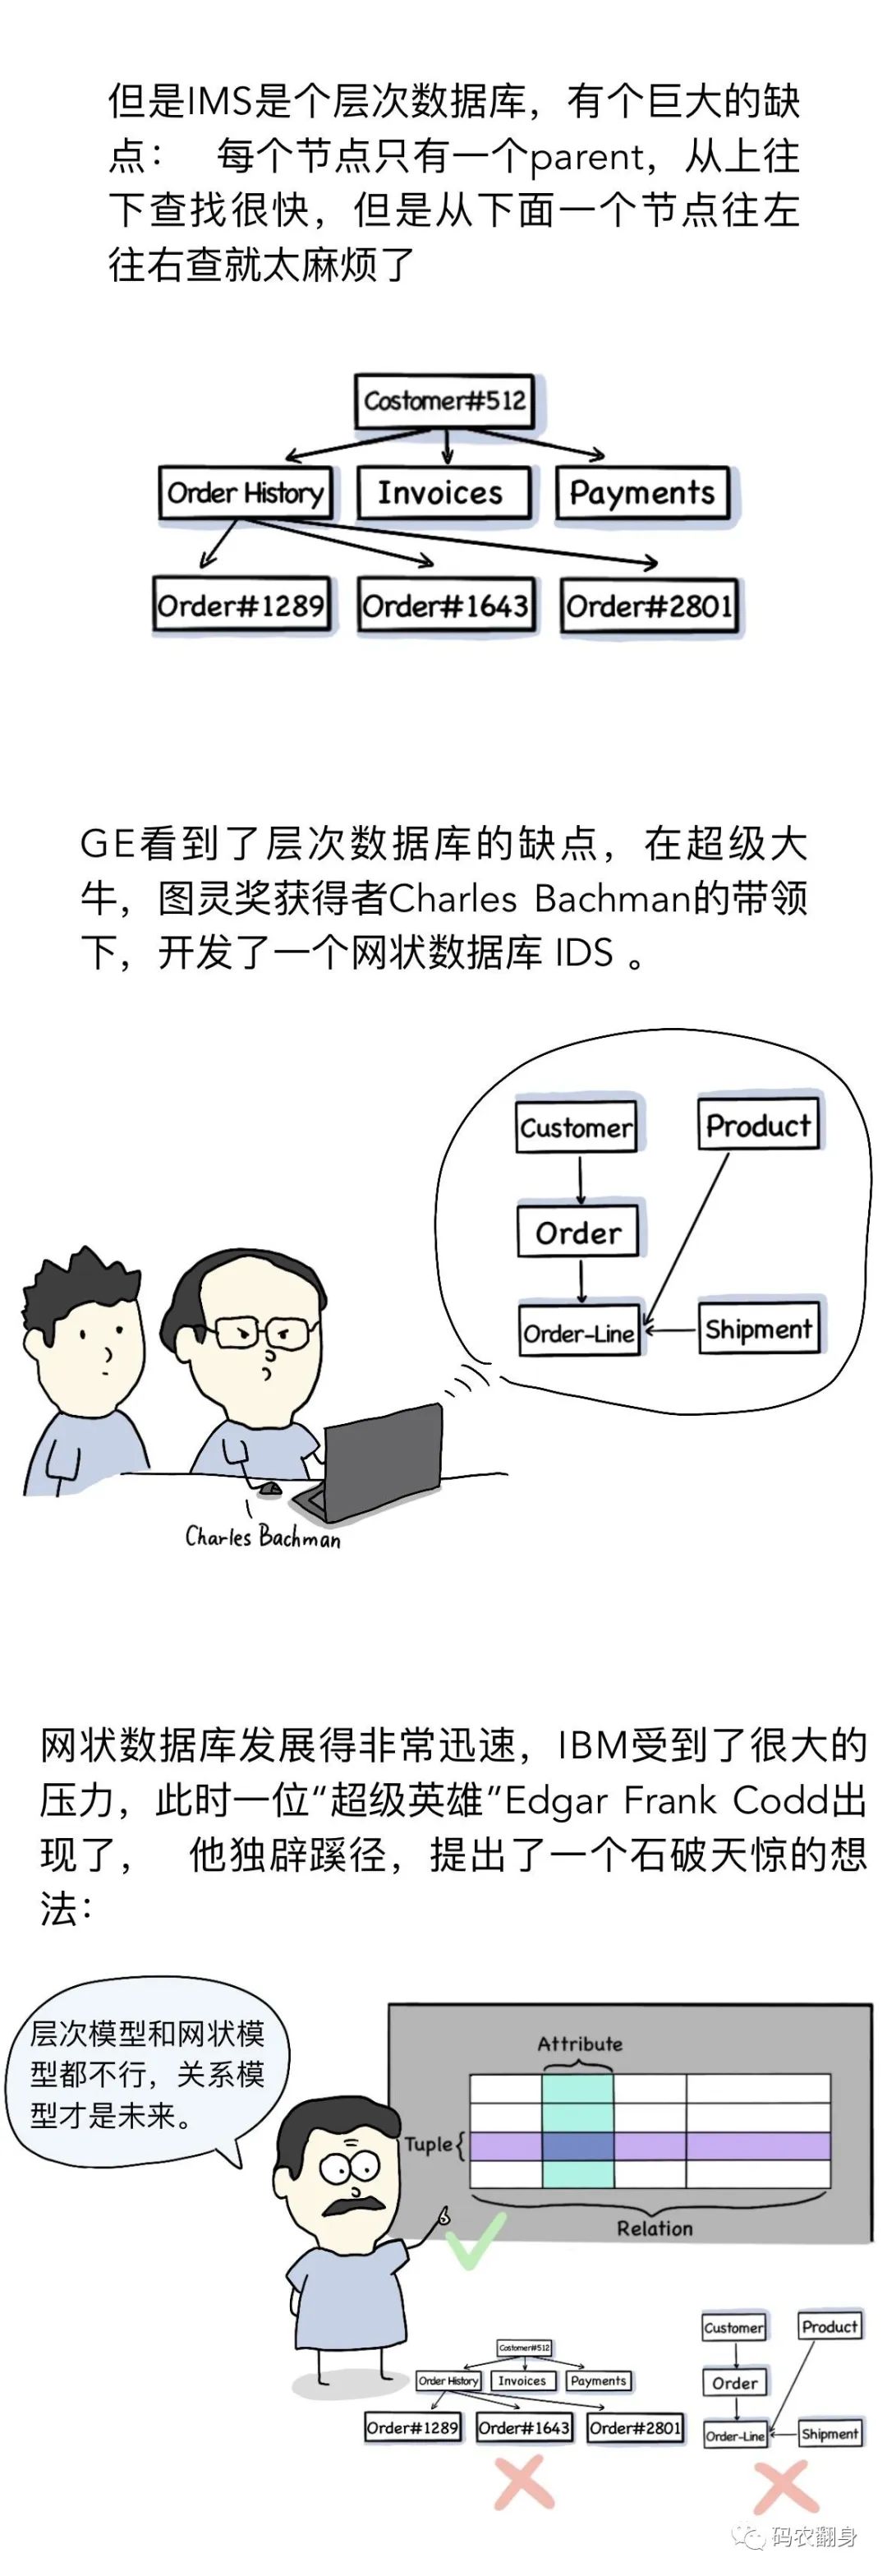 但是IMS是个层次数据库，有个巨大的缺
点： 每个节点只有一个parent，从上往
下查找很快，但是从下面一个节点往左
往右查就太麻烦了
Costomer#512
Order History Invoices Payments
Order#1289 Order#1643 Order#2801
GE看到了层次数据库的缺点，在超级大
牛，图灵奖获得者Charles Bachman的带领
下，开发了一个网状数据库 IDS 。
Customer Product
Order
Order-Line Shipment
Charles Bachman
网状数据库发展得非常迅速，IBM受到了很大的
压力，此时一位“超级英雄”Edgar Frank Codd出
现了， 他独辟蹊径，提出了一个石破天惊的想
法：
层次模型和网状模
型都不行，关系模
型才是未来。
Attribute
Tuple
Relation
Costomer#512
Order History Invoices Payments
Order#1289 Order#1643 Order#2801
Customer Product
Order
Order-Line Shipment
码农翻身